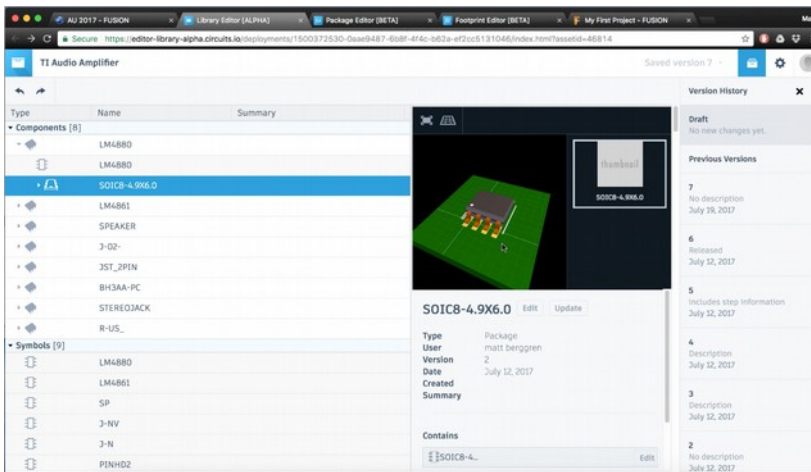 AU 2017 - FUSION
Library Editor [ALPHA]
Package Editor [BETA]
Footprint Editor [BETA]
My First Project - FUSION
Ma
Secure https://editor-library-alpha.circuits.io/deployments/1500372530-0aae9487-6b8f-4f4c-b62a-ef2cc5131046/index.html?assetid=46814
TI Audio Amplifier
Saved version 7
Type Name Summary
Components [8]
LM4880
LM4880
SOIC8-4.9X6.0
LM4861
SPEAKER
J-02-
JST_2PIN
BH3AA-PC
STEREOJACK
R-US_
Symbols [9]
LM4880
LM4861
SP
J-NV
J-N
PINHD2
thumbnail
SOIC8-4.9X6.0
SOIC8-4.9X6.0 Edit Update
Type Package
User matt berggren
Version 2
Date July 12, 2017
Created
Summary
Contains
SOIC8-4... Edit
Version History
Draft
No new changes yet.
Previous Versions
7
No description
July 19, 2017
6
Released
July 12, 2017
5
Includes step information
July 12, 2017
4
Description
July 12, 2017
3
Description
July 12, 2017
2
No description
July 12, 2017